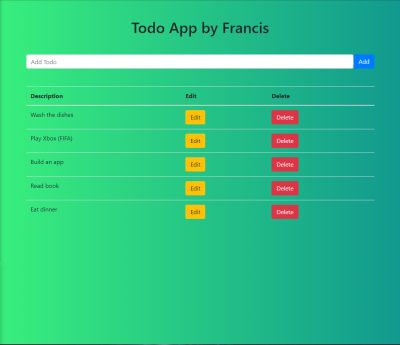 Todo App by Francis
Add Todo Add
Description Edit Delete
Wash the dishes Edit Delete
Play Xbox (FIFA) Edit Delete
Build an app Edit Delete
Read book Edit Delete
Eat dinner Edit Delete